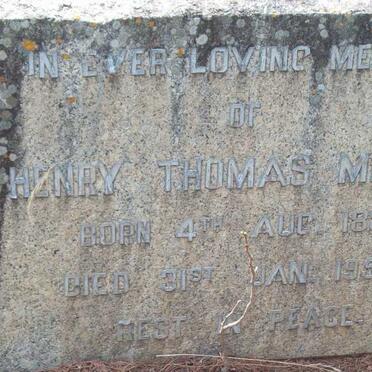 IN EVER LOVING
OF
HENRY THOMAS
BORN 4TH AUG.
DIED 31ST JAN.
REST IN PEACE.